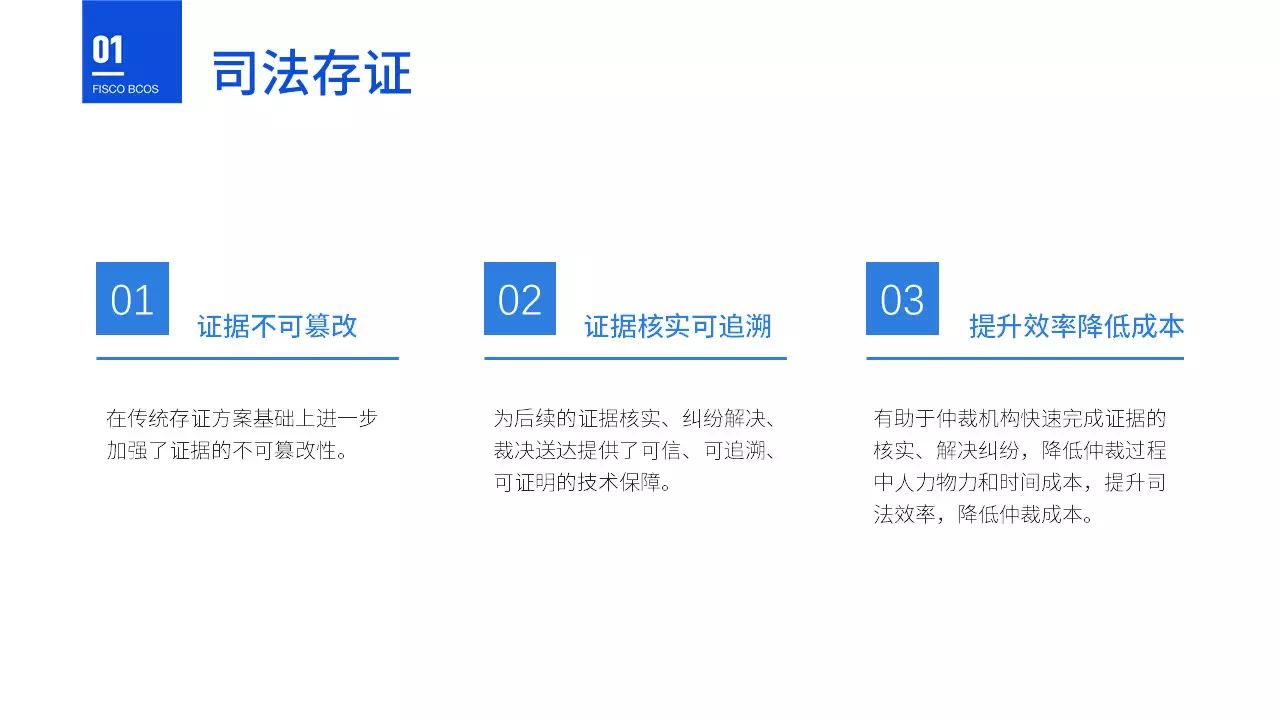 01
FISCO BCOS
司法存证
01
证据不可篡改
在传统存证方案基础上进一步
加强了证据的不可篡改性。
02
证据核实可追溯
为后续的证据核实、纠纷解决、
裁决送达提供了可信、可追溯、
可证明的技术保障。
03
提升效率降低成本
有助于仲裁机构快速完成证据的
核实、解决纠纷，降低仲裁过程
中人力物力和时间成本，提升司
法效率，降低仲裁成本。